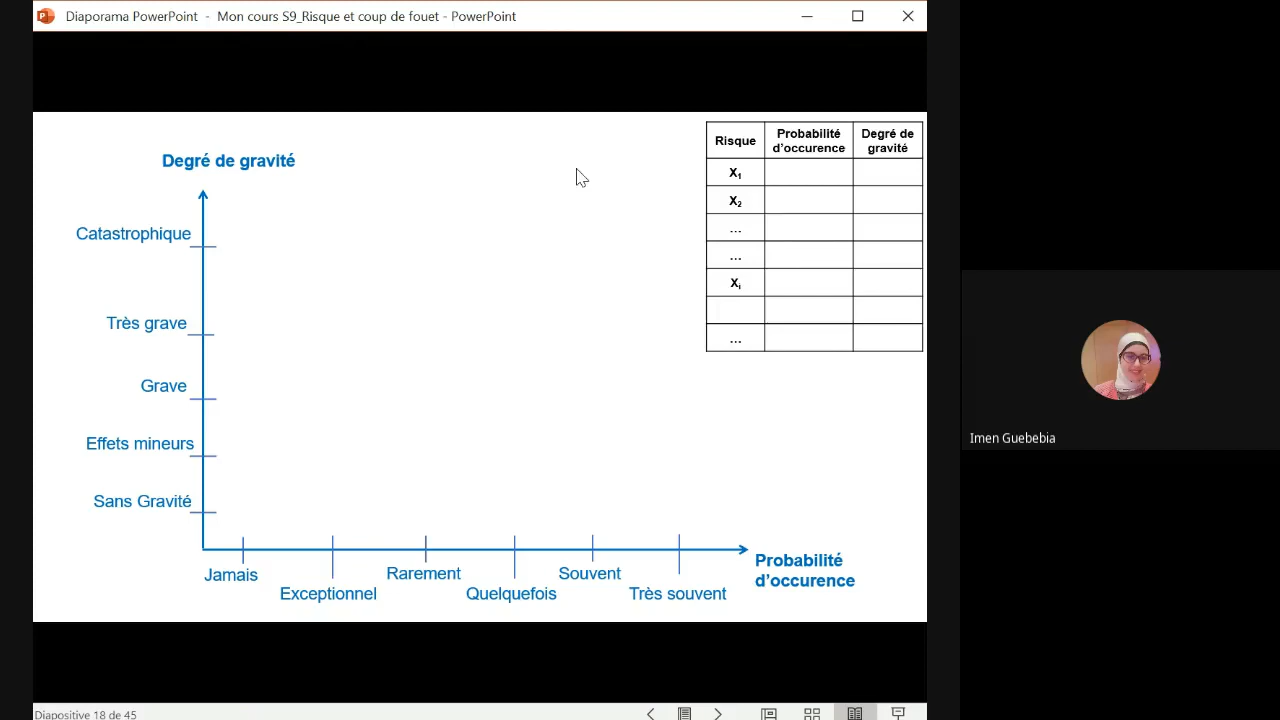 Diaporama PowerPoint - Mon cours S9_Risque et coup de fouet - PowerPoint
Degré de gravité
Catastrophique
Très grave
Grave
Effets mineurs
Sans Gravité
Jamais
Exceptionnel
Rarement
Quelquefois
Souvent
Très souvent
Probabilité
d'occurence
Risque Probabilité d'occurence Degré de gravité
X1
X2
...
...
Xi
...
Imen Guebebia
Diapositive 18 de 45